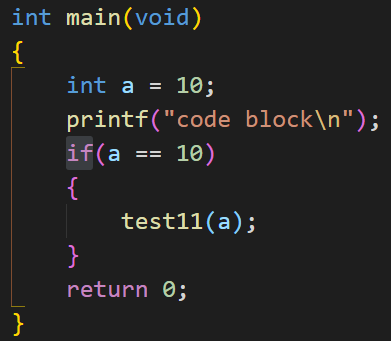 int main(void)
{
    int a = 10;
    printf("code block\n");
    if(a == 10)
    {
        test11(a);
    }
    return 0;
}